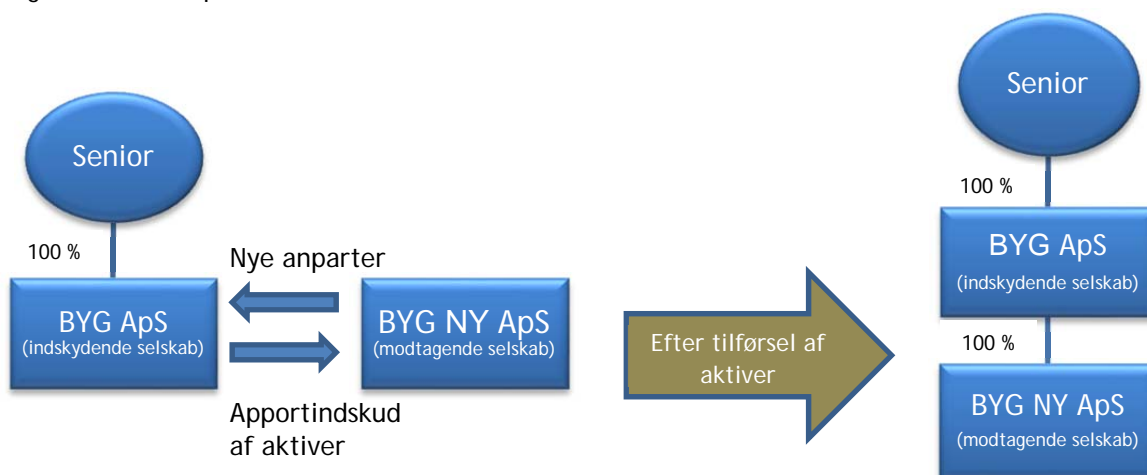 Senior
100 %
Nye anparter
BYG ApS
(indskydende selskab)
BYG NY ApS
(modtagende selskab)
Apportindskud
af aktiver
Efter tilførsel af
aktiver
Senior
100 %
BYG ApS
(indskydende selskab)
100 %
BYG NY ApS
(modtagende selskab)